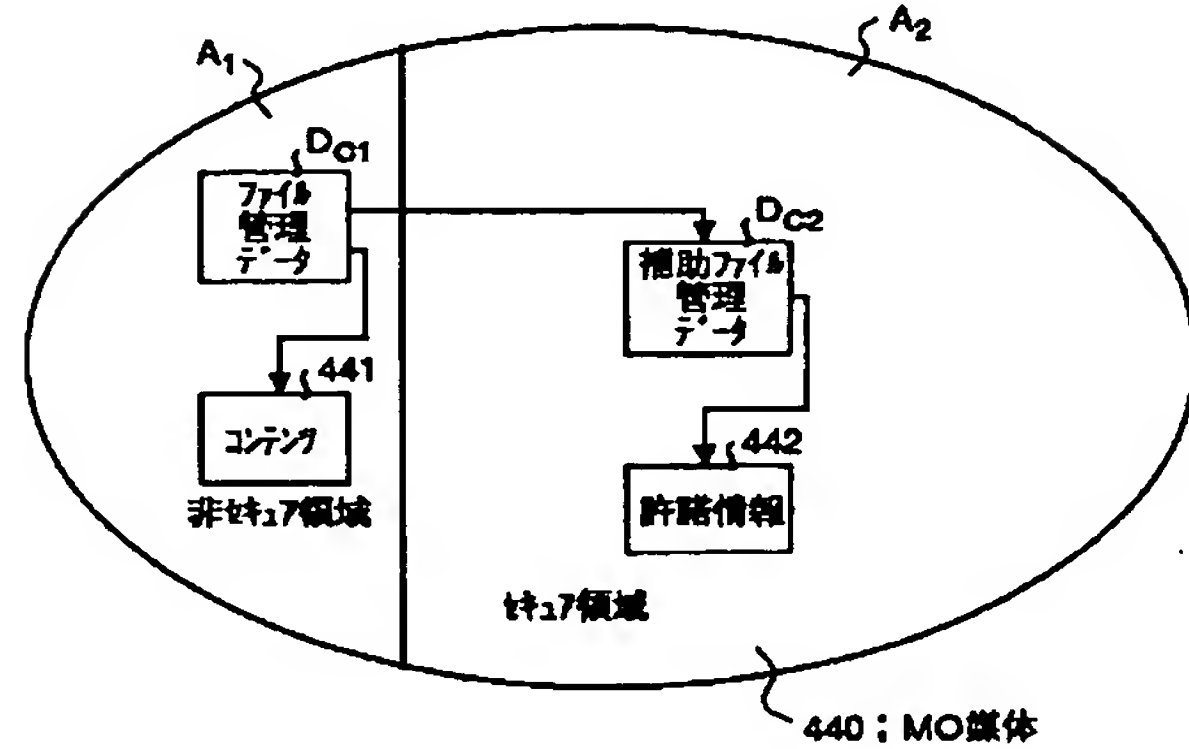 A1
A2
DC1
ファイル
管理
データ
DC2
補助ファイル
管理
データ
441
コンテンツ
非セキュア領域
442
許諾情報
セキュア領域
440；MO媒体